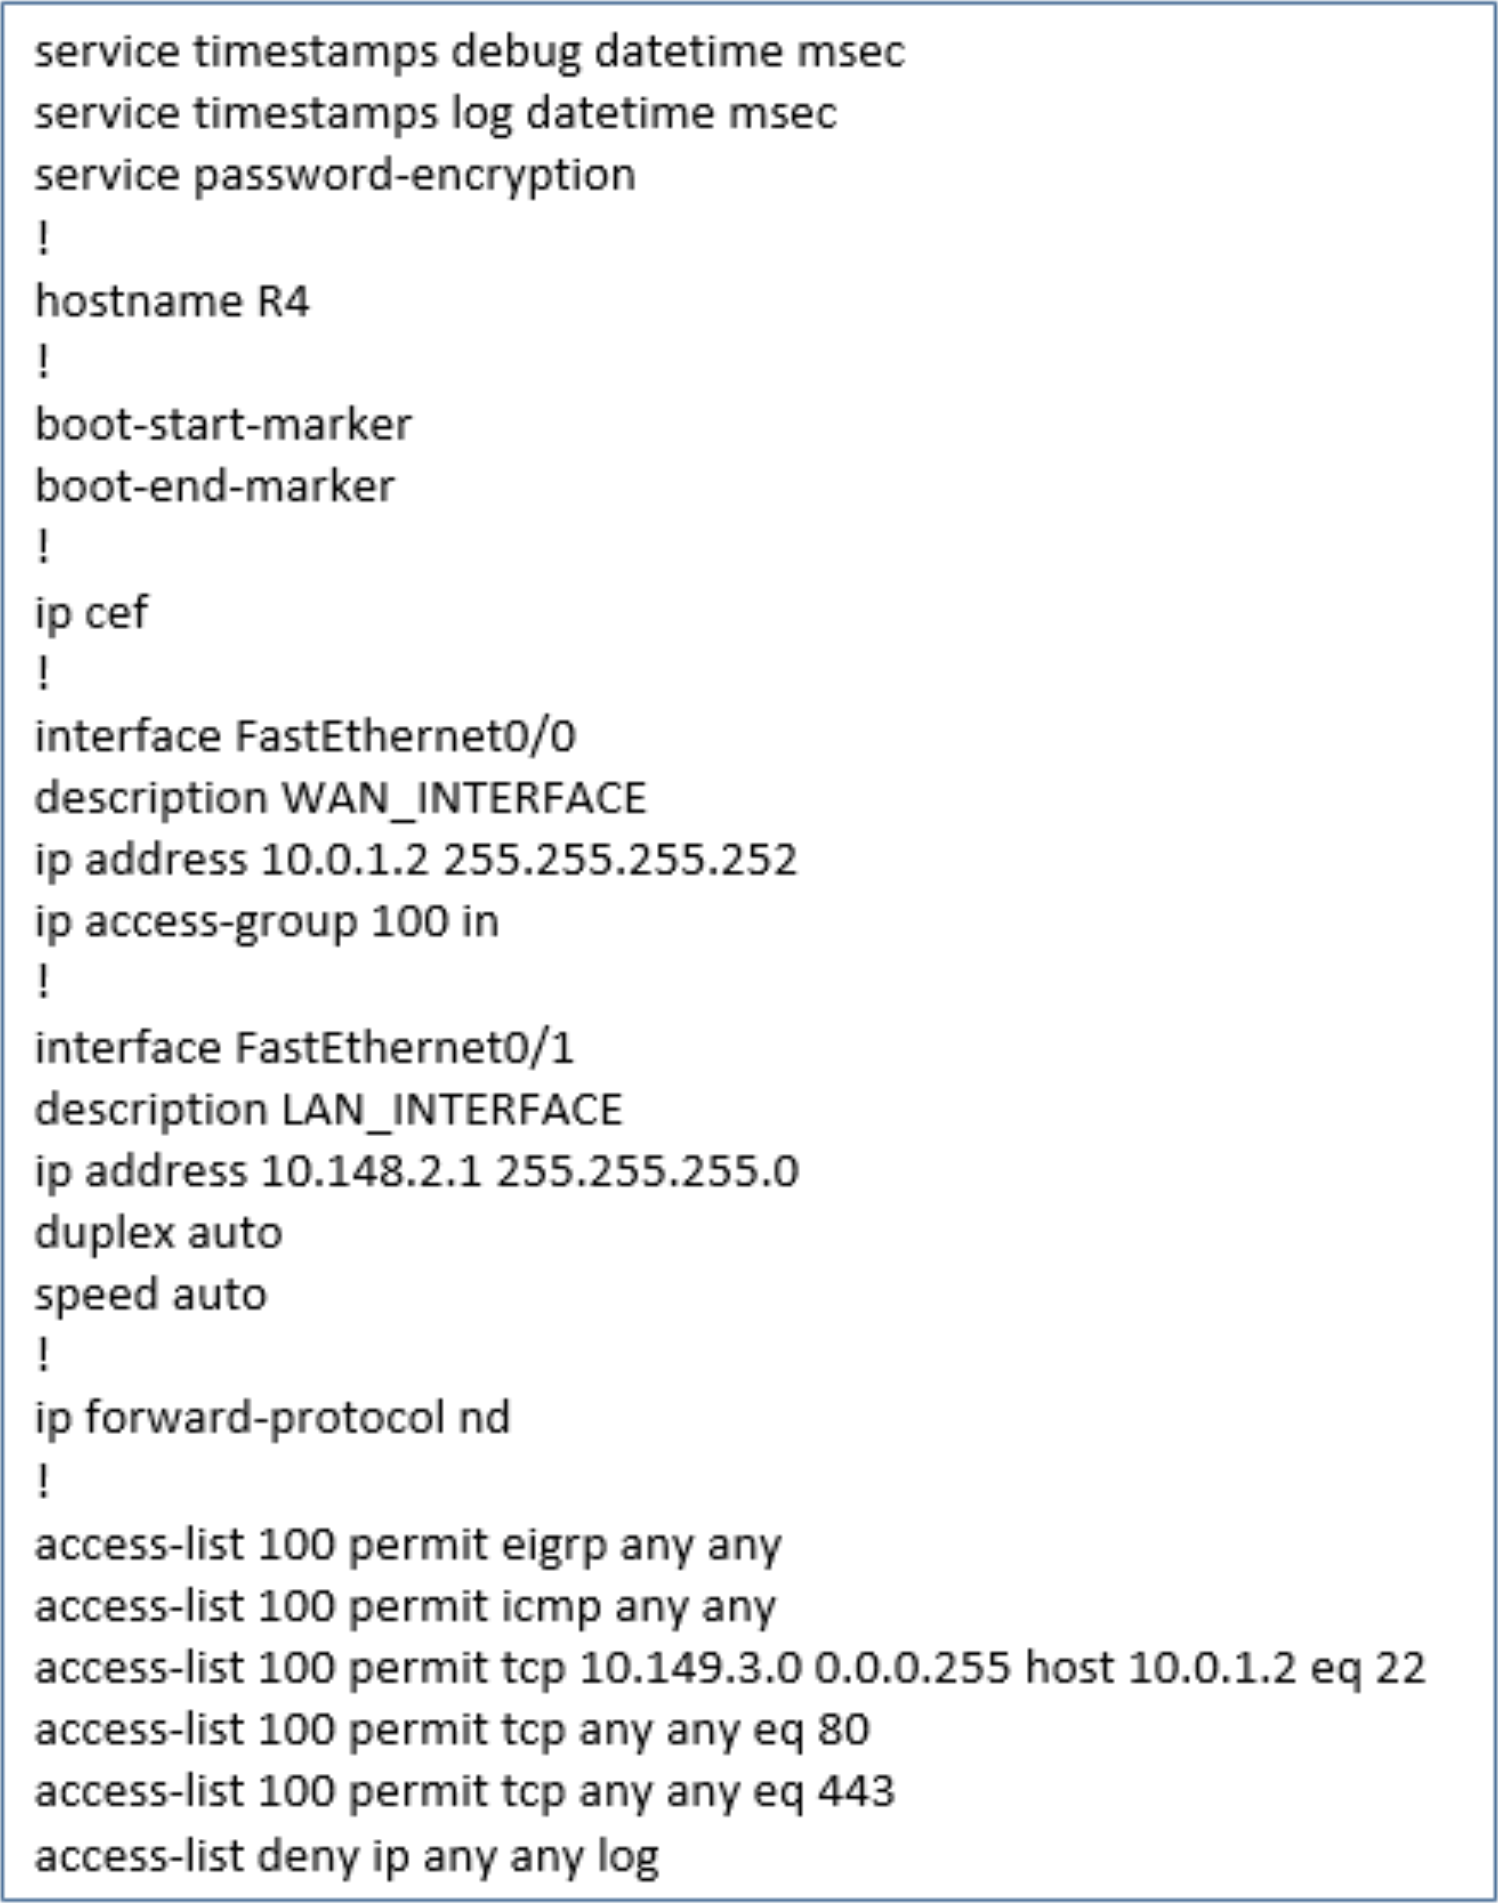 service timestamps debug datetime msec
service timestamps log datetime msec
service password-encryption
!
hostname R4
!
boot-start-marker
boot-end-marker
!
ip cef
!
interface FastEthernet0/0
description WAN_INTERFACE
ip address 10.0.1.2 255.255.255.252
ip access-group 100 in
!
interface FastEthernet0/1
description LAN_INTERFACE
ip address 10.148.2.1 255.255.255.0
duplex auto
speed auto
!
ip forward-protocol nd
!
access-list 100 permit eigrp any any
access-list 100 permit icmp any any
access-list 100 permit tcp 10.149.3.0 0.0.0.255 host 10.0.1.2 eq 22
access-list 100 permit tcp any any eq 80
access-list 100 permit tcp any any eq 443
access-list deny ip any any log